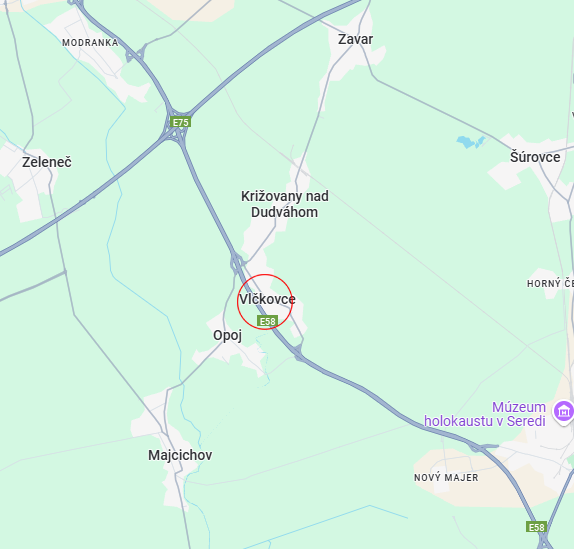 Zavar
MODRANKA
E75
Zeleneč
Šúrovce
Križovany nad
Dudváhom
HORNÝ ČE
Vlčkovce
E58
Opoj
Múzeum
holokaustu v Seredi
Majcichov
NOVÝ MAJER
E58